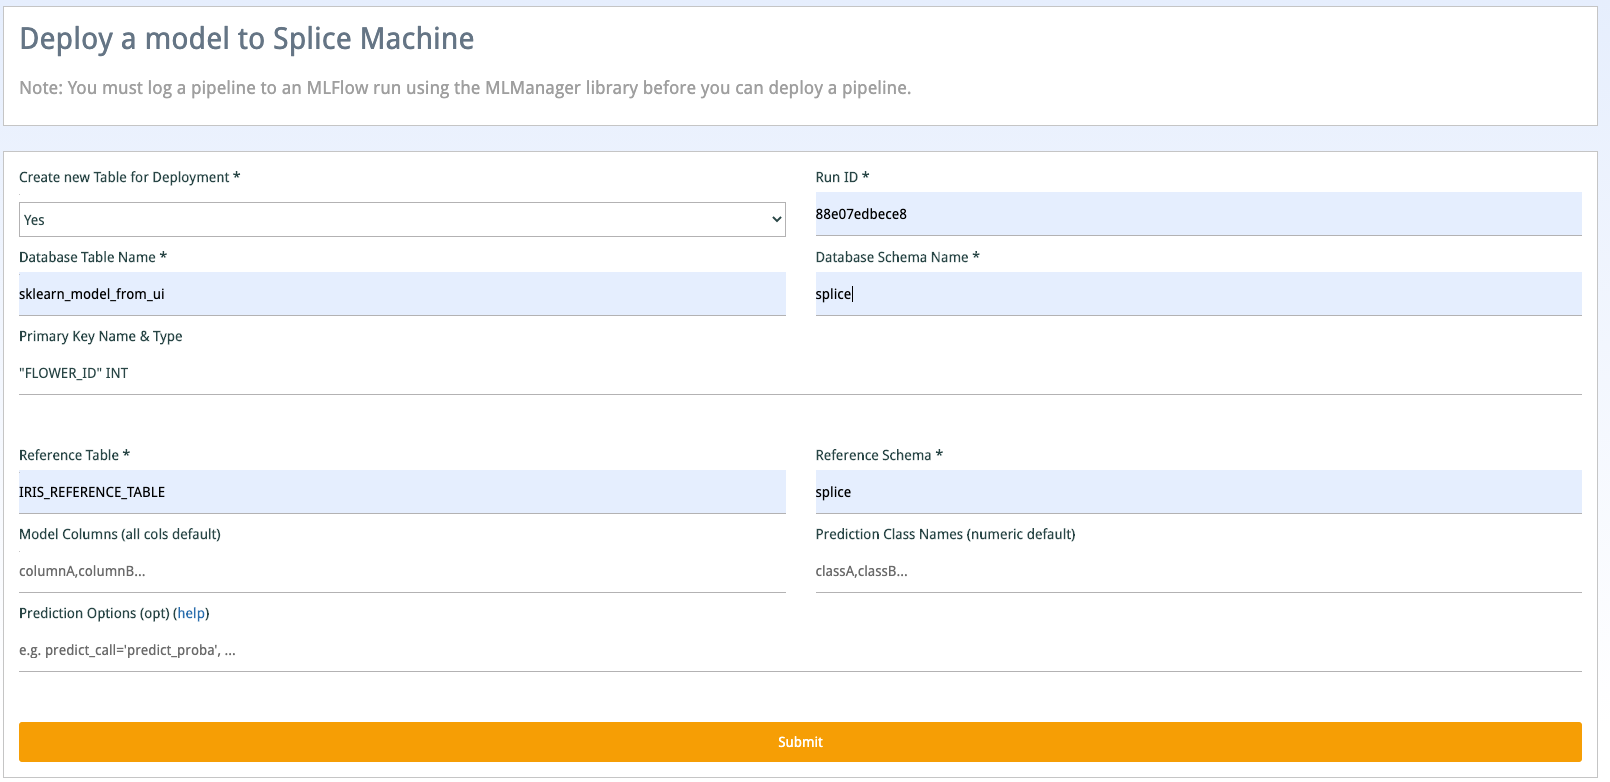 Deploy a model to Splice Machine
Note: You must log a pipeline to an MLFlow run using the MLManager library before you can deploy a pipeline.
Create new Table for Deployment *
Run ID *
Yes
88e07edbece8
Database Table Name *
Database Schema Name *
sklearn_model_from_ui
splice
Primary Key Name & Type
"FLOWER_ID" INT
Reference Table *
Reference Schema *
IRIS_REFERENCE_TABLE
splice
Model Columns (all cols default)
Prediction Class Names (numeric default)
columnA,columnB...
classA,classB...
Prediction Options (opt) (help)
e.g. predict_call='predict_proba', ...
Submit